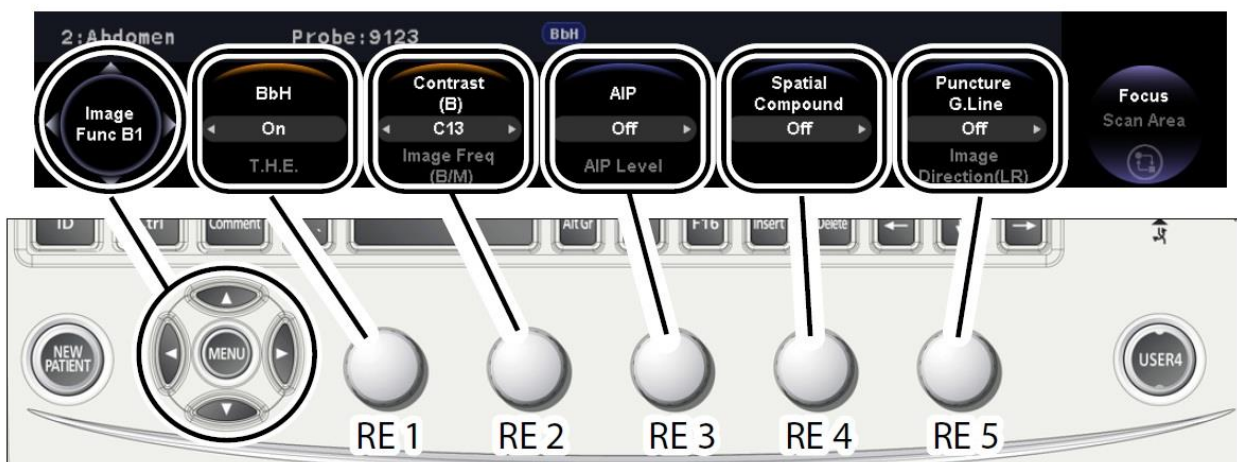 2:Abdomen Probe:9123 BbH
Image
Func B1
BbH
On
T.H.E.
Contrast
(B)
C13
Image Freq
(B/M)
AIP
Off
AIP Level
Spatial
Compound
Off
Puncture
G.Line
Off
Image
Direction(LR)
Focus
Scan Area
ID
Comment
Alt Gr
F16
Insert
Delete
NEW
PATIENT
MENU
USER4
RE 1
RE 2
RE 3
RE 4
RE 5